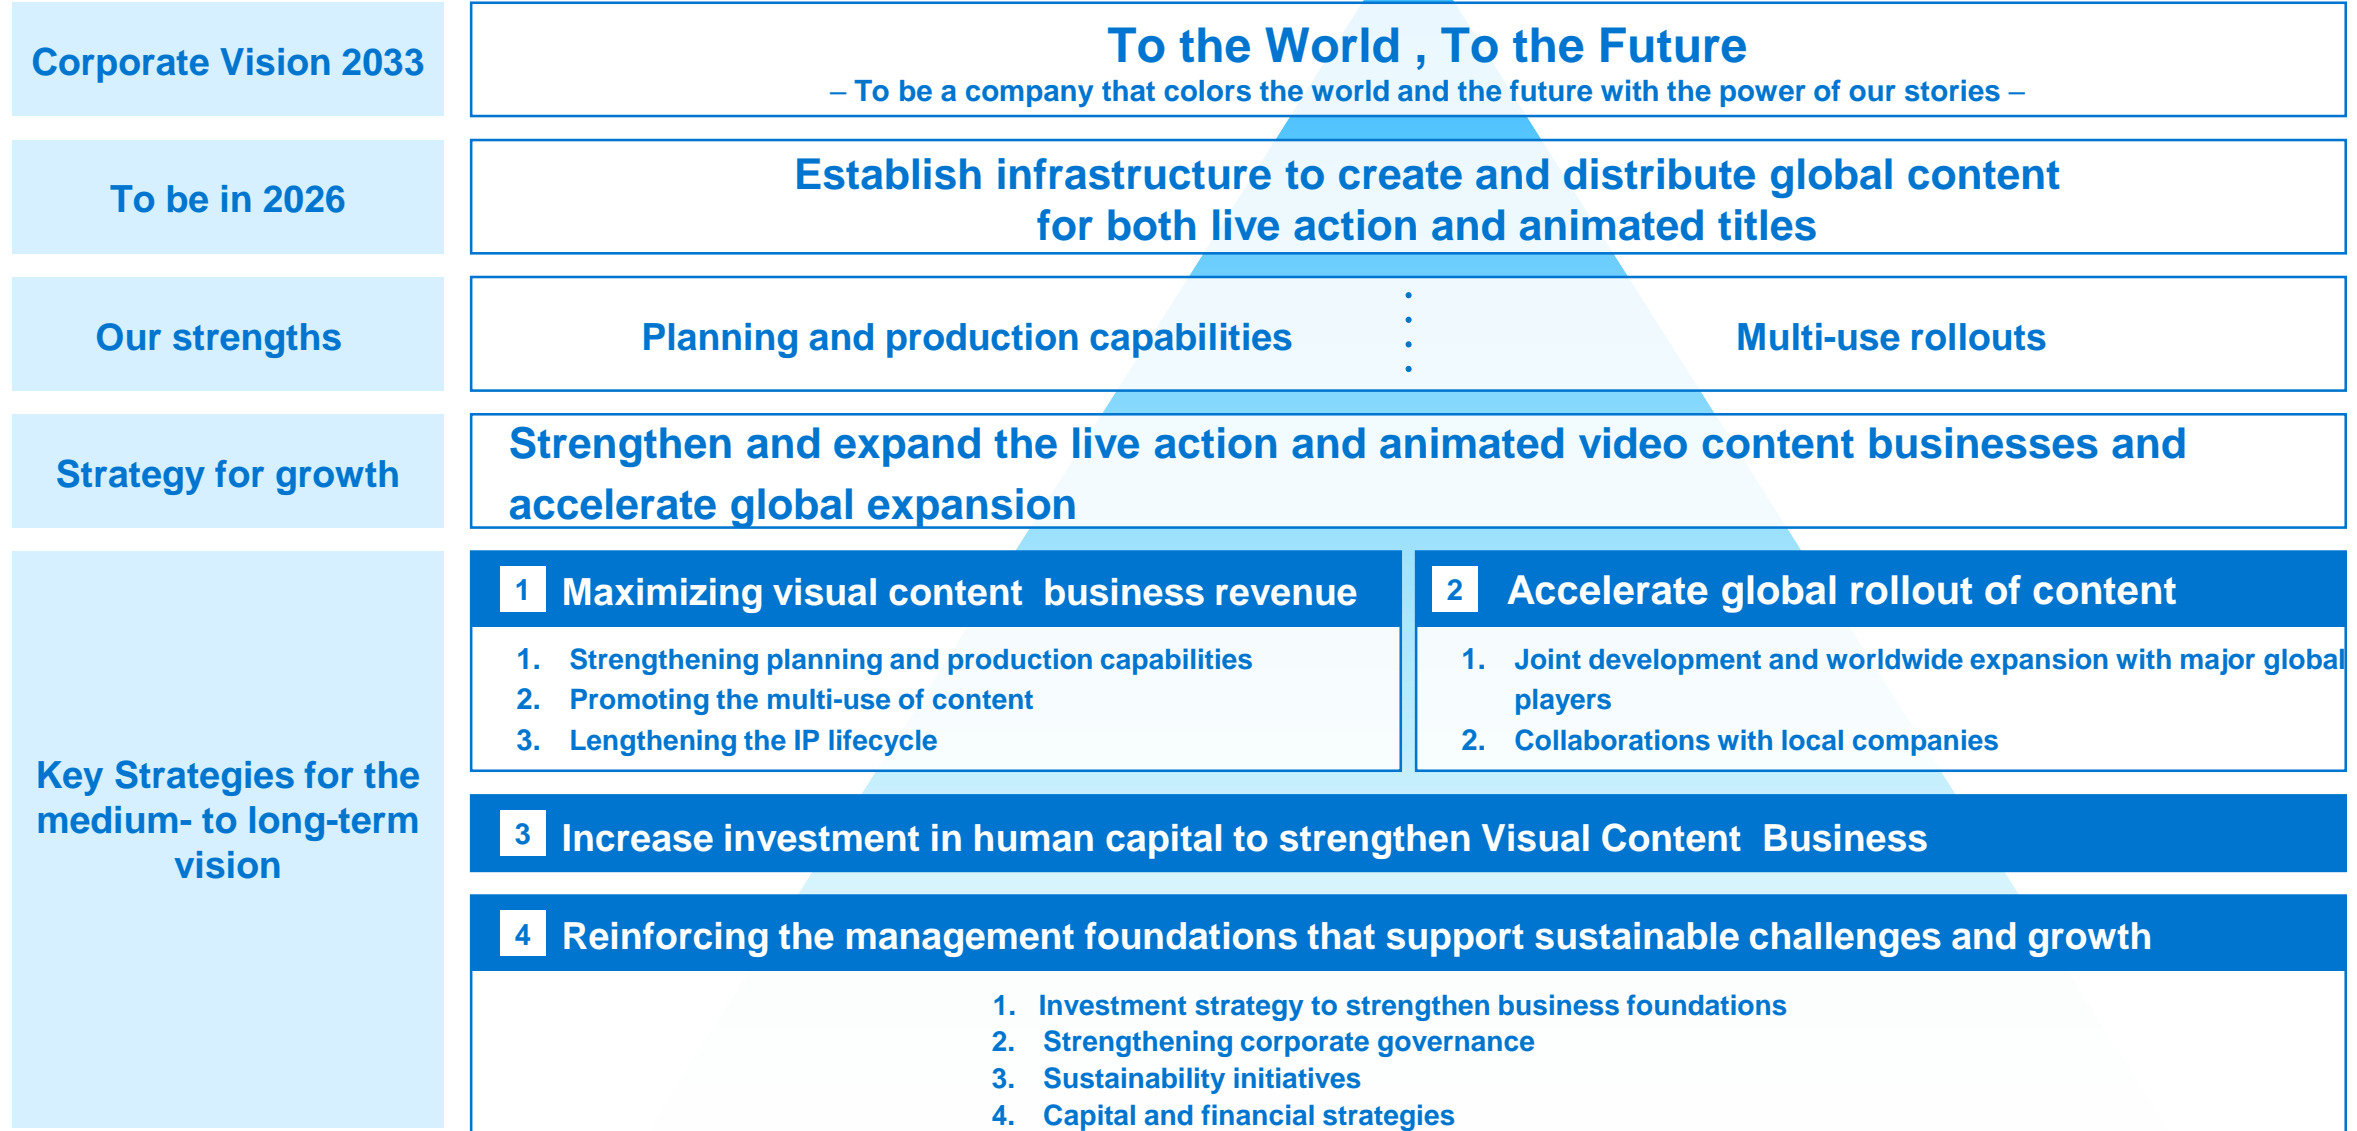 Corporate Vision 2033
To the World , To the Future
– To be a company that colors the world and the future with the power of our stories –
To be in 2026
Establish infrastructure to create and distribute global content
for both live action and animated titles
Our strengths
Planning and production capabilities
Multi-use rollouts
Strategy for growth
Strengthen and expand the live action and animated video content businesses and
accelerate global expansion
Key Strategies for the
medium- to long-term
vision
1 Maximizing visual content business revenue
1. Strengthening planning and production capabilities
2. Promoting the multi-use of content
3. Lengthening the IP lifecycle
2 Accelerate global rollout of content
1. Joint development and worldwide expansion with major global
players
2. Collaborations with local companies
3 Increase investment in human capital to strengthen Visual Content Business
4 Reinforcing the management foundations that support sustainable challenges and growth
1. Investment strategy to strengthen business foundations
2. Strengthening corporate governance
3. Sustainability initiatives
4. Capital and financial strategies